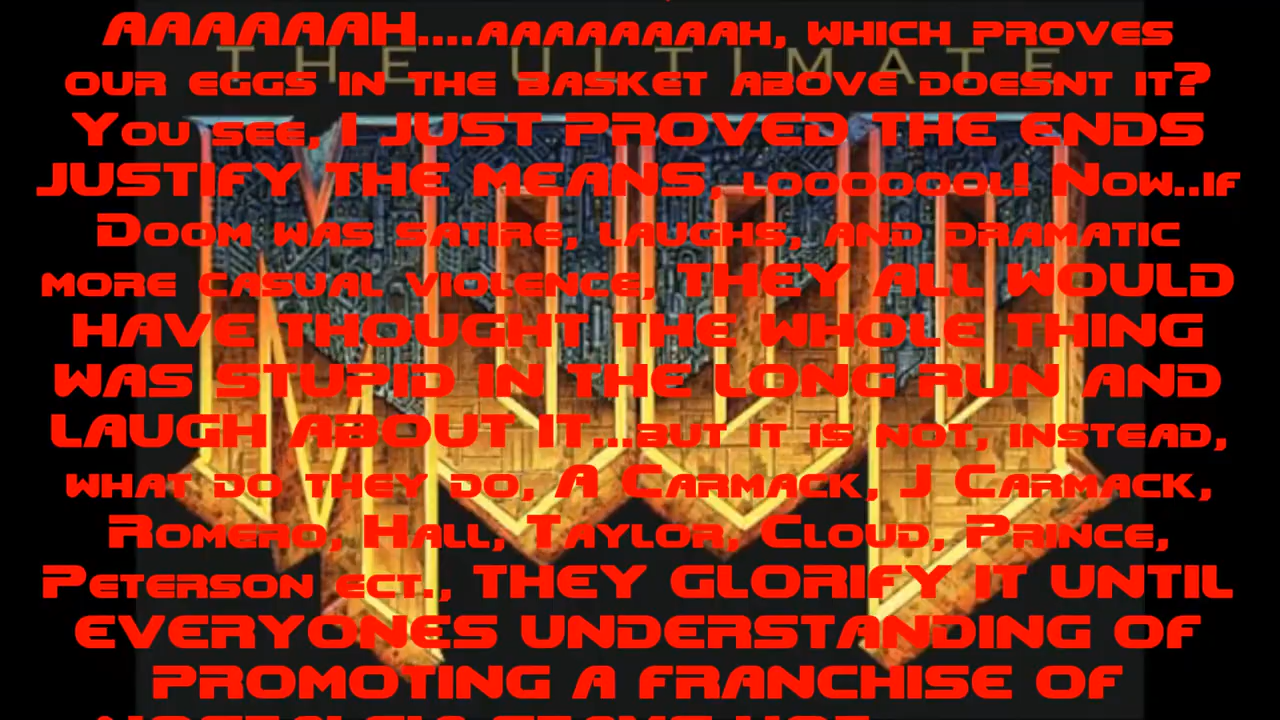 AAAAAAH....aaaaaaaah, which proves
THE ULTIMATE
our eggs in the basket above doesnt it?
You see, I JUST PROVED THE ENDS
JUSTIFY THE MEANS, looooool! Now..if
Doom was satire, laughs, and dramatic
more casual violence, THEY ALL WOULD
HAVE THOUGHT THE WHOLE THING
WAS STUPID IN THE LONG RUN AND
LAUGH ABOUT IT...but it is not, instead,
what do they do, A Carmack, J Carmack,
Romero, Hall, Taylor, Cloud, Prince,
Peterson ect., THEY GLORIFY IT UNTIL
EVERYONES UNDERSTANDING OF
PROMOTING A FRANCHISE OF